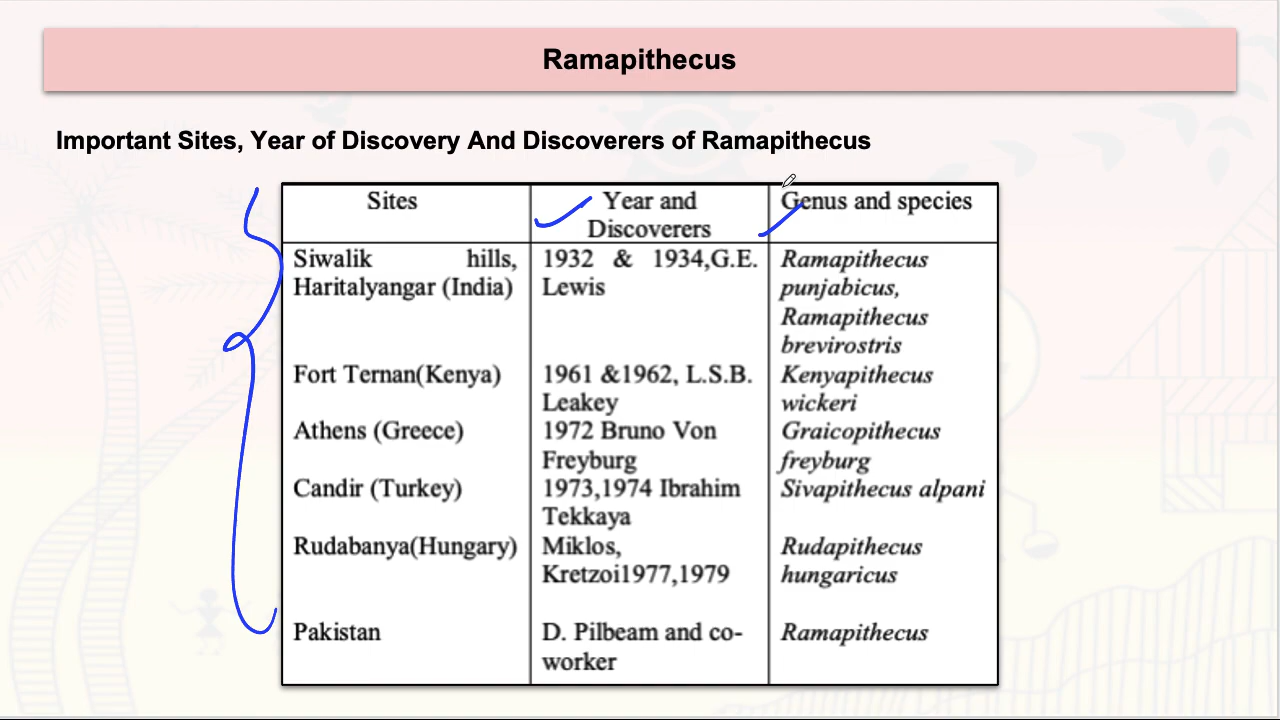 Ramapithecus
Important Sites, Year of Discovery And Discoverers of Ramapithecus
Sites
Year and
Discoverers
Genus and species
Siwalik hills,
Haritalyangar (India)
1932 & 1934,G.E.
Lewis
Ramapithecus
punjabicus,
Ramapithecus
brevirostris
Fort Ternan(Kenya)
1961 &1962, L.S.B.
Leakey
Kenyapithecus
wickeri
Athens (Greece)
1972 Bruno Von
Freyburg
Graicopithecus
freyburg
Candir (Turkey)
1973,1974 Ibrahim
Tekkaya
Sivapithecus alpani
Rudabanya(Hungary)
Miklos,
Kretzoi1977,1979
Rudapithecus
hungaricus
Pakistan
D. Pilbeam and co-
worker
Ramapithecus